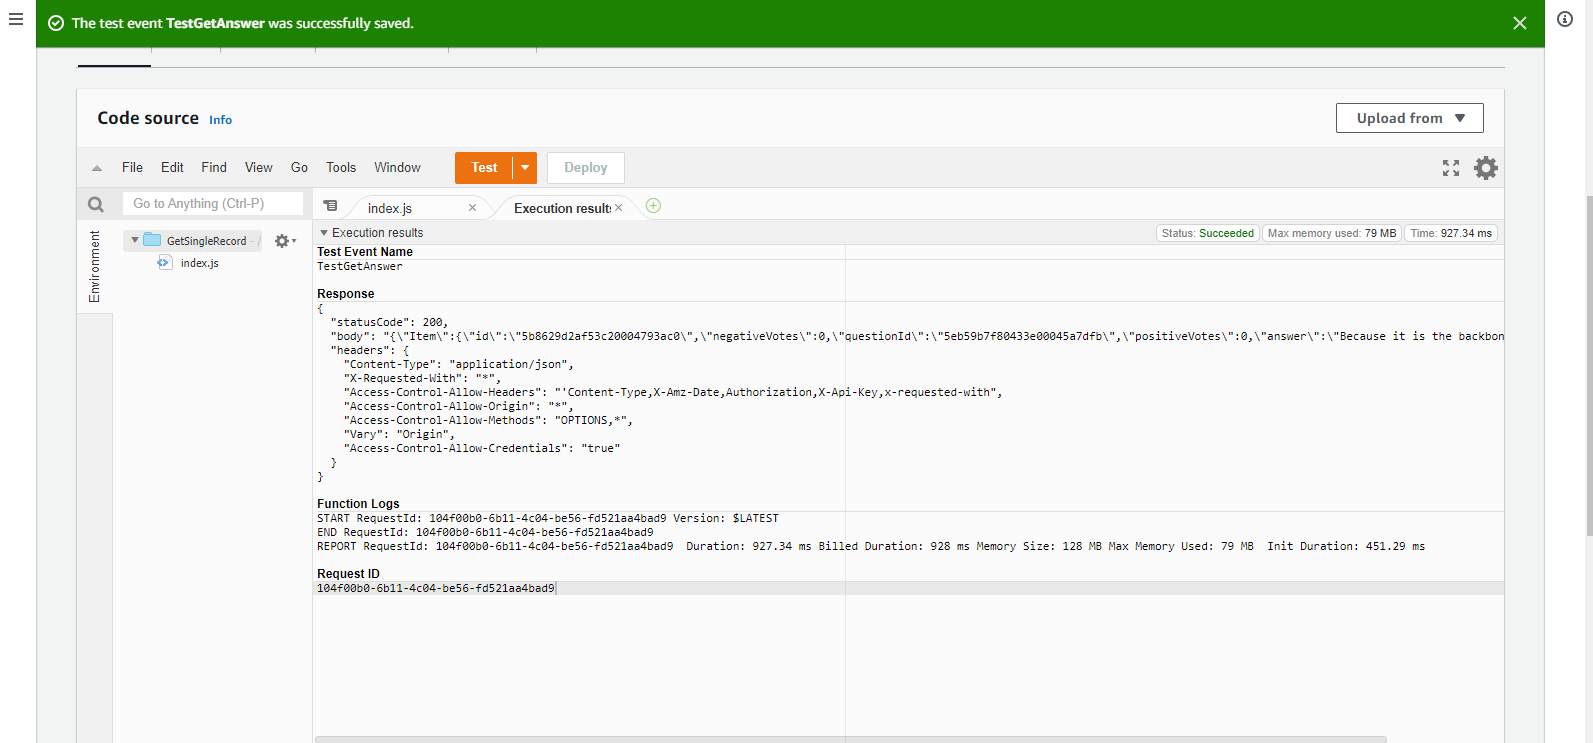 The test event TestGetAnswer was successfully saved.
Code source Info
Upload from
File Edit Find View Go Tools Window Test Deploy
Go to Anything (Ctrl-P)
index.js
Execution result
Environment
GetSingleRecord - /
index.js
Execution results
Status: Succeeded Max memory used: 79 MB Time: 927.34 ms
Test Event Name
TestGetAnswer
Response
{
"statusCode": 200,
"body": "{\"Item\":{\"id\":\"5b8629d2af53c20004793ac0\",\"negativeVotes\":0,\"questionId\":\"5eb59b7f80433e00045a7dfb\",\"positiveVotes\":0,\"answer\":\"Because it is the backbon
"headers": {
"Content-Type": "application/json",
"X-Requested-With": "*",
"Access-Control-Allow-Headers": "'Content-Type,X-Amz-Date,Authorization,X-Api-Key,x-requested-with",
"Access-Control-Allow-Origin": "*",
"Access-Control-Allow-Methods": "OPTIONS,*",
"Vary": "Origin",
"Access-Control-Allow-Credentials": "true"
}
}
Function Logs
START RequestId: 104f00b0-6b11-4c04-be56-fd521aa4bad9 Version: $LATEST
END RequestId: 104f00b0-6b11-4c04-be56-fd521aa4bad9
REPORT RequestId: 104f00b0-6b11-4c04-be56-fd521aa4bad9 Duration: 927.34 ms Billed Duration: 928 ms Memory Size: 128 MB Max Memory Used: 79 MB Init Duration: 451.29 ms
Request ID
104f00b0-6b11-4c04-be56-fd521aa4bad9